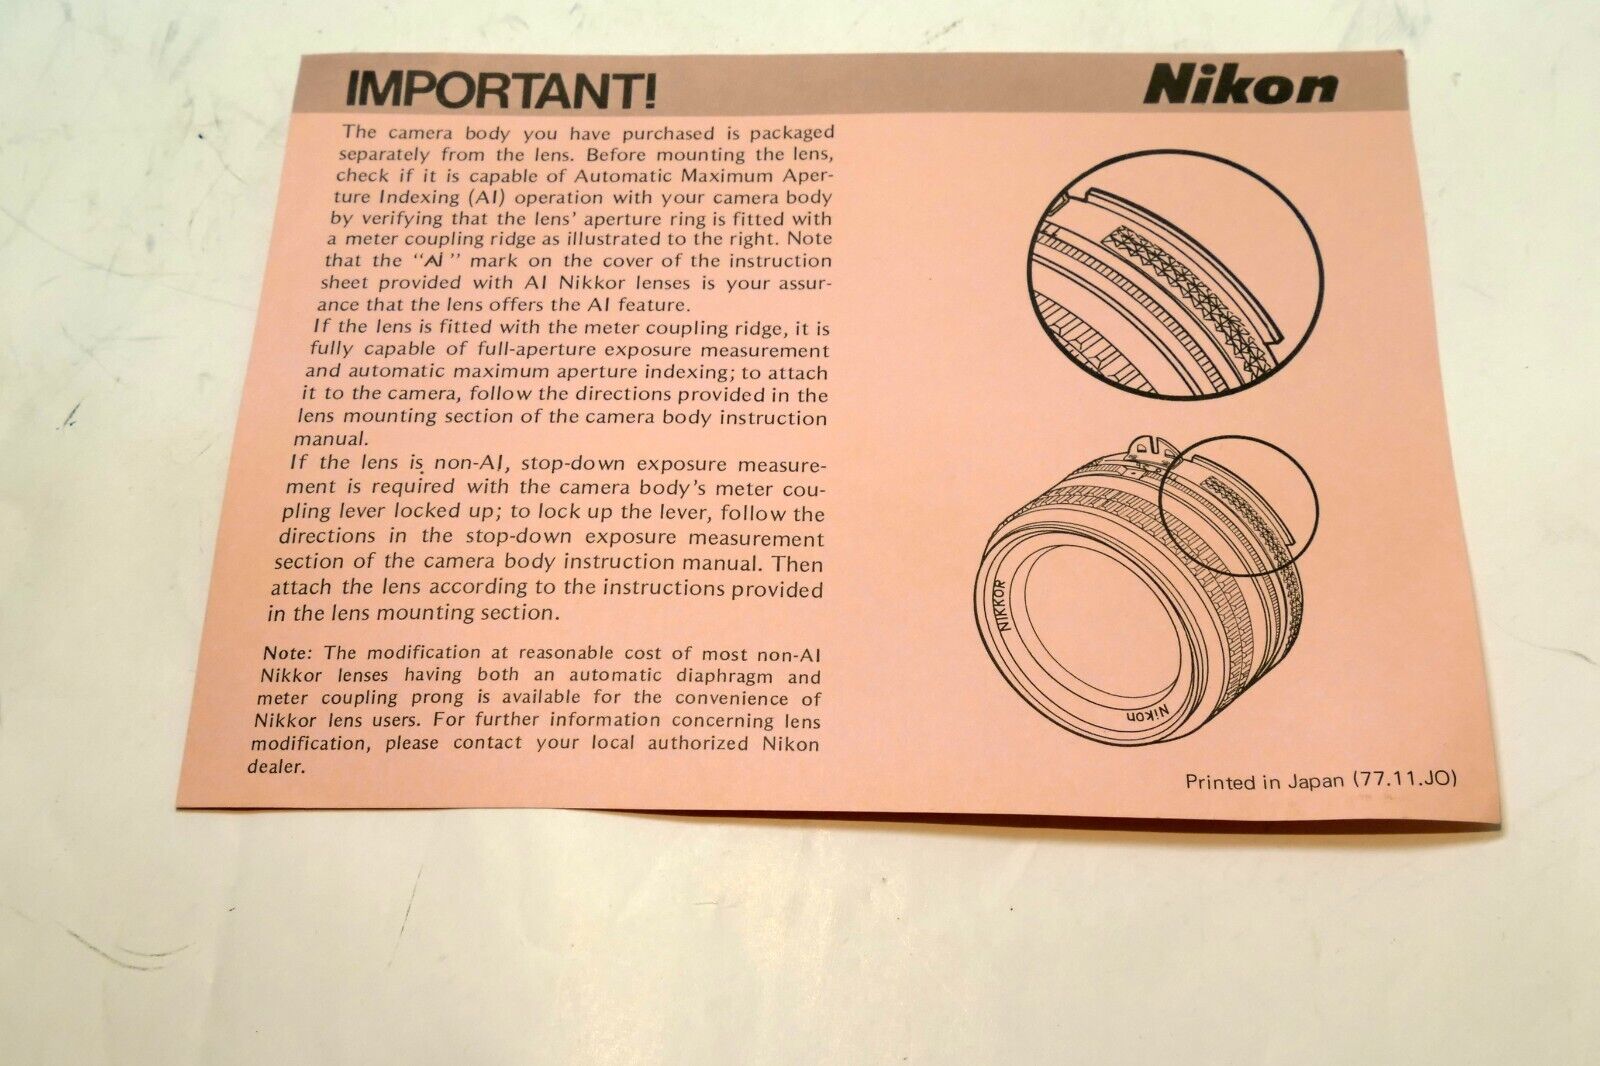 IMPORTANT!
Nikon
The camera body you have purchased is packaged
separately from the lens. Before mounting the lens,
check if it is capable of Automatic Maximum Aper-
ture Indexing (AI) operation with your camera body
by verifying that the lens' aperture ring is fitted with
a meter coupling ridge as illustrated to the right. Note
that the "Ai" mark on the cover of the instruction
sheet provided with AI Nikkor lenses is your assur-
ance that the lens offers the AI feature.
If the lens is fitted with the meter coupling ridge, it is
fully capable of full-aperture exposure measurement
and automatic maximum aperture indexing; to attach
it to the camera, follow the directions provided in the
lens mounting section of the camera body instruction
manual.
If the lens is non-AI, stop-down exposure measure-
ment is required with the camera body's meter cou-
pling lever locked up; to lock up the lever, follow the
directions in the stop-down exposure measurement
section of the camera body instruction manual. Then
attach the lens according to the instructions provided
in the lens mounting section.
Note: The modification at reasonable cost of most non-AI
Nikkor lenses having both an automatic diaphragm and
meter coupling prong is available for the convenience of
Nikkor lens users. For further information concerning lens
modification, please contact your local authorized Nikon
dealer.
NIKKOR
Nikon
Printed in Japan (77.11.JO)